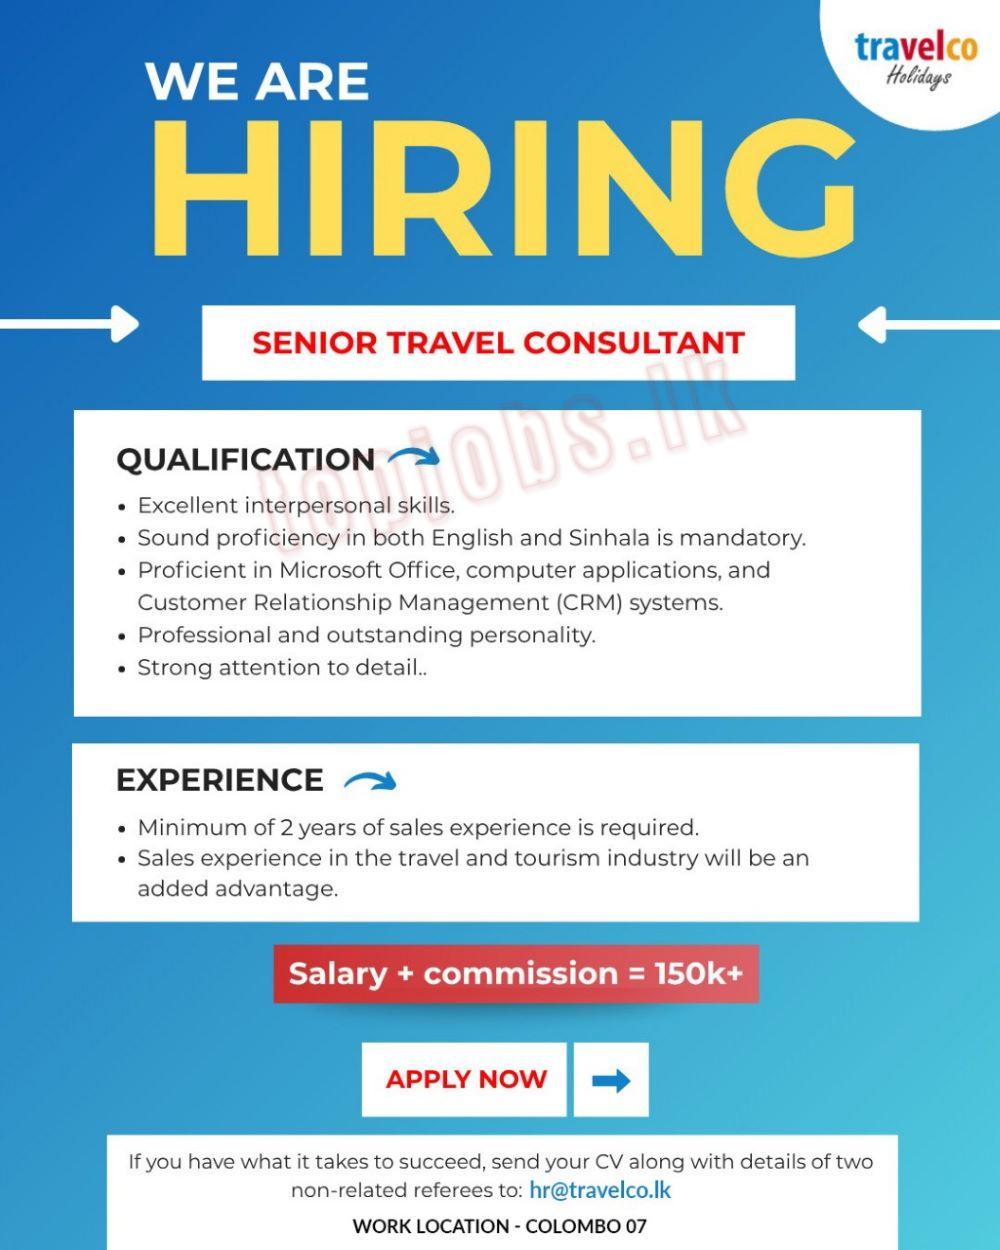 travelco
Holidays
WE ARE
HIRING
SENIOR TRAVEL CONSULTANT
topjobs.lk
QUALIFICATION
• Excellent interpersonal skills.
• Sound proficiency in both English and Sinhala is mandatory.
• Proficient in Microsoft Office, computer applications, and
Customer Relationship Management (CRM) systems.
• Professional and outstanding personality.
• Strong attention to detail..
EXPERIENCE
• Minimum of 2 years of sales experience is required.
• Sales experience in the travel and tourism industry will be an
added advantage.
Salary + commission = 150k+
APPLY NOW
If you have what it takes to succeed, send your CV along with details of two
non-related referees to: hr@travelco.lk
WORK LOCATION - COLOMBO 07